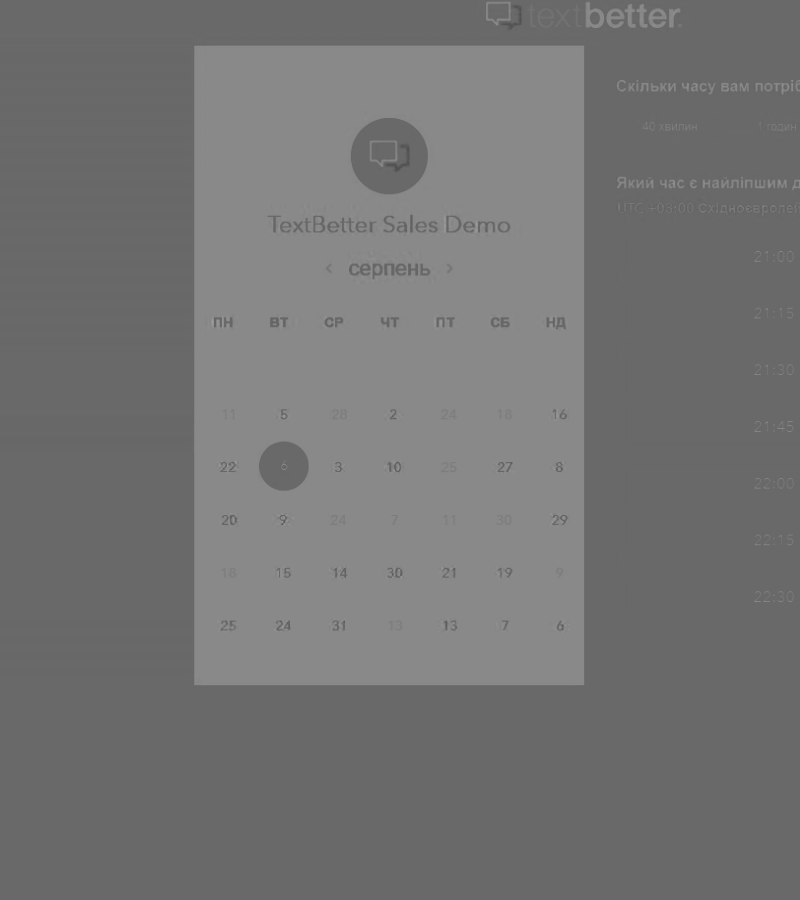 textbetter
TextBetter Sales Demo
‹ серпень ›
ПН ВТ СР ЧТ ПТ СБ НД
11 5 28 2 24 18 16
22 6 3 10 25 27 8
20 9 24 7 11 30 29
18 15 14 30 21 19 9
25 24 31 13 13 7 6
Скільки часу вам потріб
40 хвилин 1 годин
Який час є найліпшим д
UTC +03:00 Східноєвропей
21:00
21:15
21:30
21:45
22:00
22:15
22:30